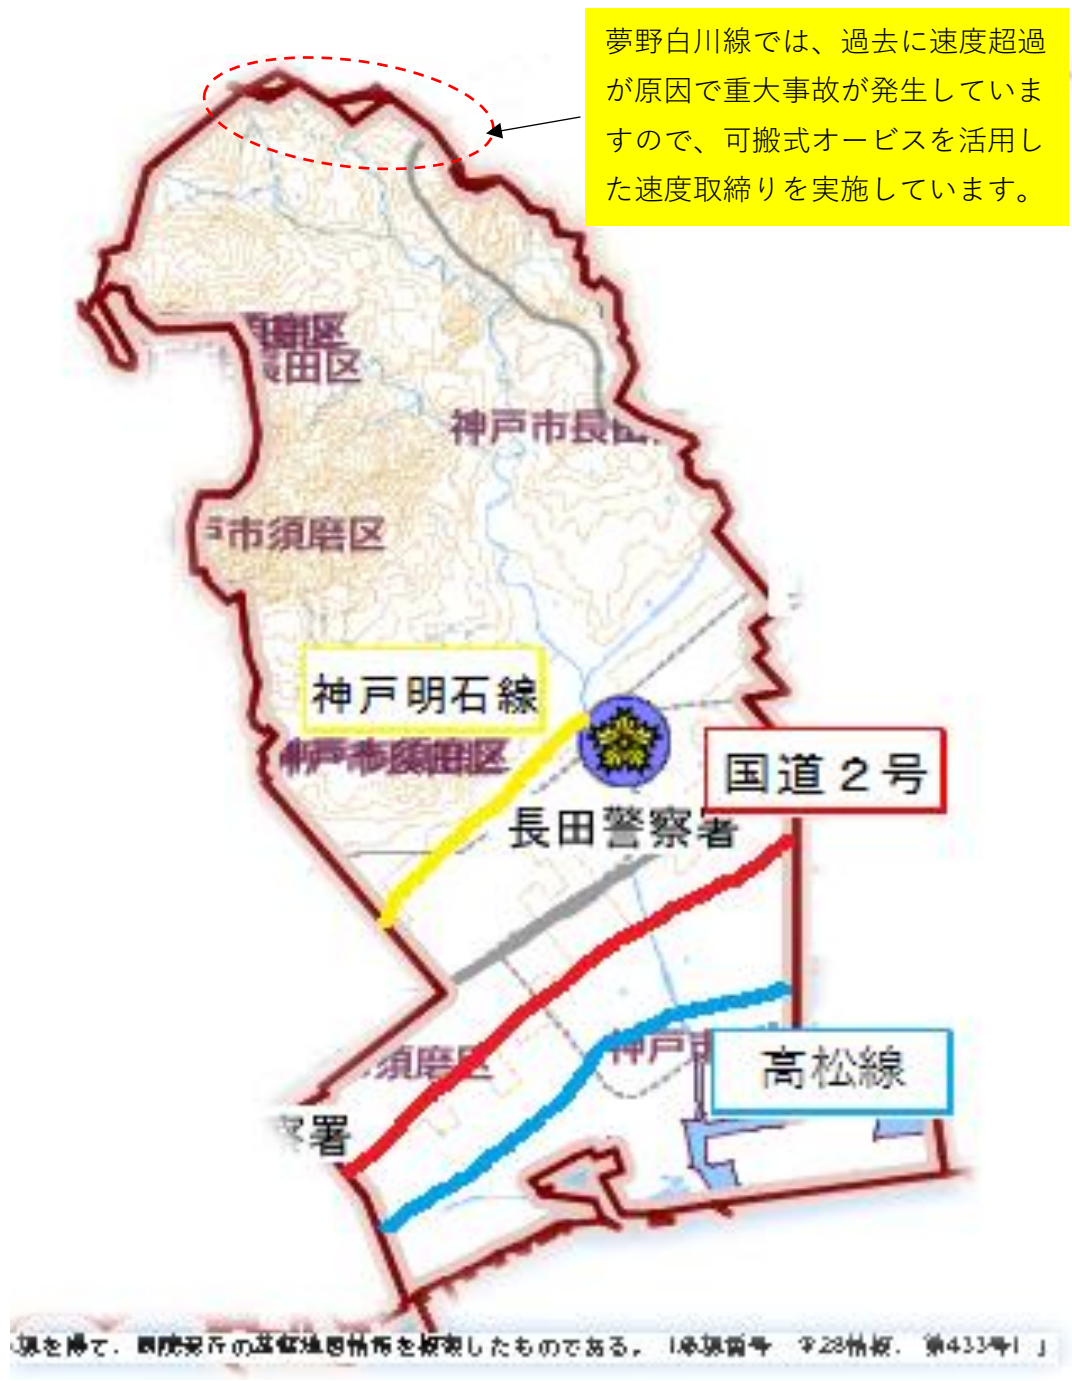 夢野白川線では、過去に速度超過
が原因で重大事故が発生していま
すので、可搬式オービスを活用し
た速度取締りを実施しています。
長田区
神戸市長田
市須磨区
神戸明石線
国道２号
長田警察署
須磨区
神戸市
高松線
察署